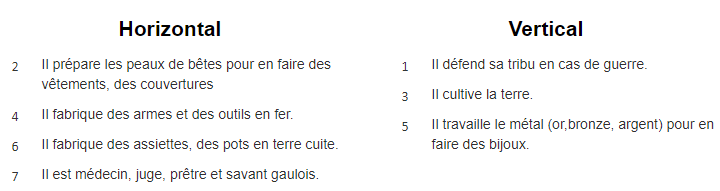 Horizontal
2 Il prépare les peaux de bêtes pour en faire des
vêtements, des couvertures
4 Il fabrique des armes et des outils en fer.
6 Il fabrique des assiettes, des pots en terre cuite.
7 Il est médecin, juge, prêtre et savant gaulois.
Vertical
1 Il défend sa tribu en cas de guerre.
3 Il cultive la terre.
5 Il travaille le métal (or,bronze, argent) pour en
faire des bijoux.